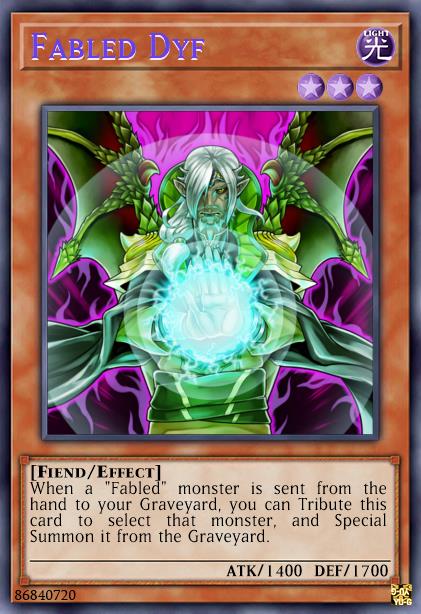 Fabled Dyf
LIGHT
光
[Fiend/Effect]
When a "Fabled" monster is sent from the
hand to your Graveyard, you can Tribute this
card to select that monster, and Special
Summon it from the Graveyard.
ATK/1400 DEF/1700
86840720